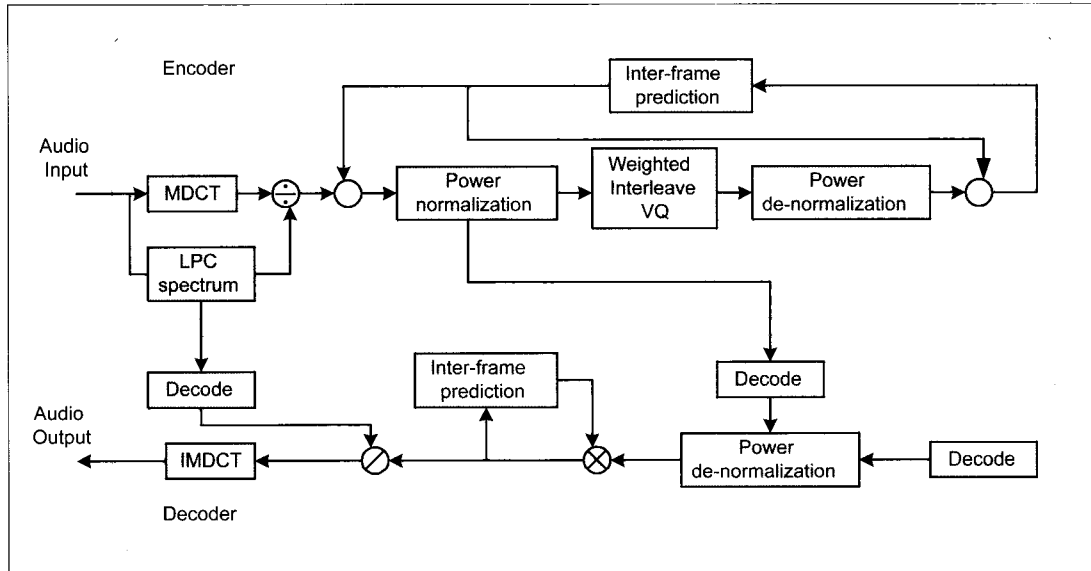 Encoder
Inter-frame
prediction
Audio
Input
MDCT
÷
Power
normalization
Weighted
Interleave
VQ
Power
de-normalization
LPC
spectrum
Decode
Inter-frame
prediction
Decode
Audio
Output
IMDCT
Power
de-normalization
Decode
Decoder